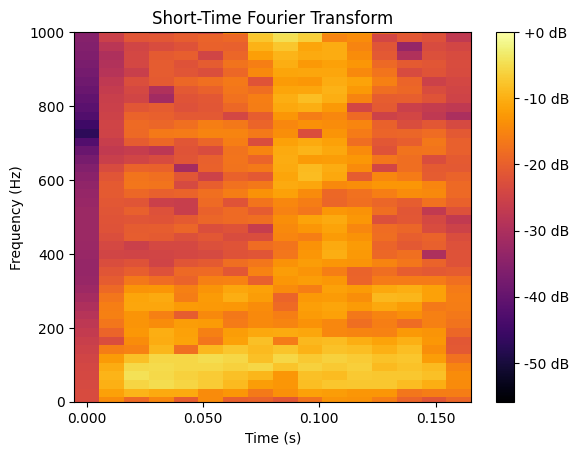 Short-Time Fourier Transform
1000
800
600
400
200
0
Frequency (Hz)
0.000
0.050
0.100
0.150
Time (s)
+0 dB
-10 dB
-20 dB
-30 dB
-40 dB
-50 dB